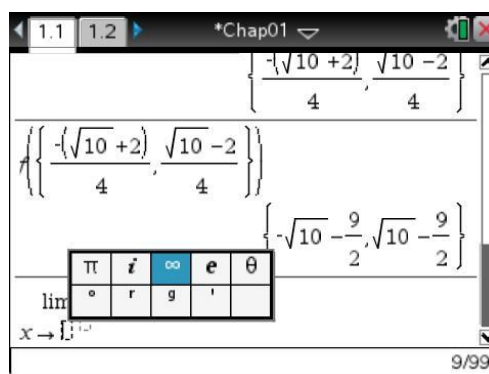 1.1 1.2 *Chap01
{-(√10 +2)/4, √10 -2/4}
f({-(√10 +2)/4, √10 -2/4})
{-√10 -9/2, √10 -9/2}
π i ∞ e θ
° r g '
lim
x →
9/99